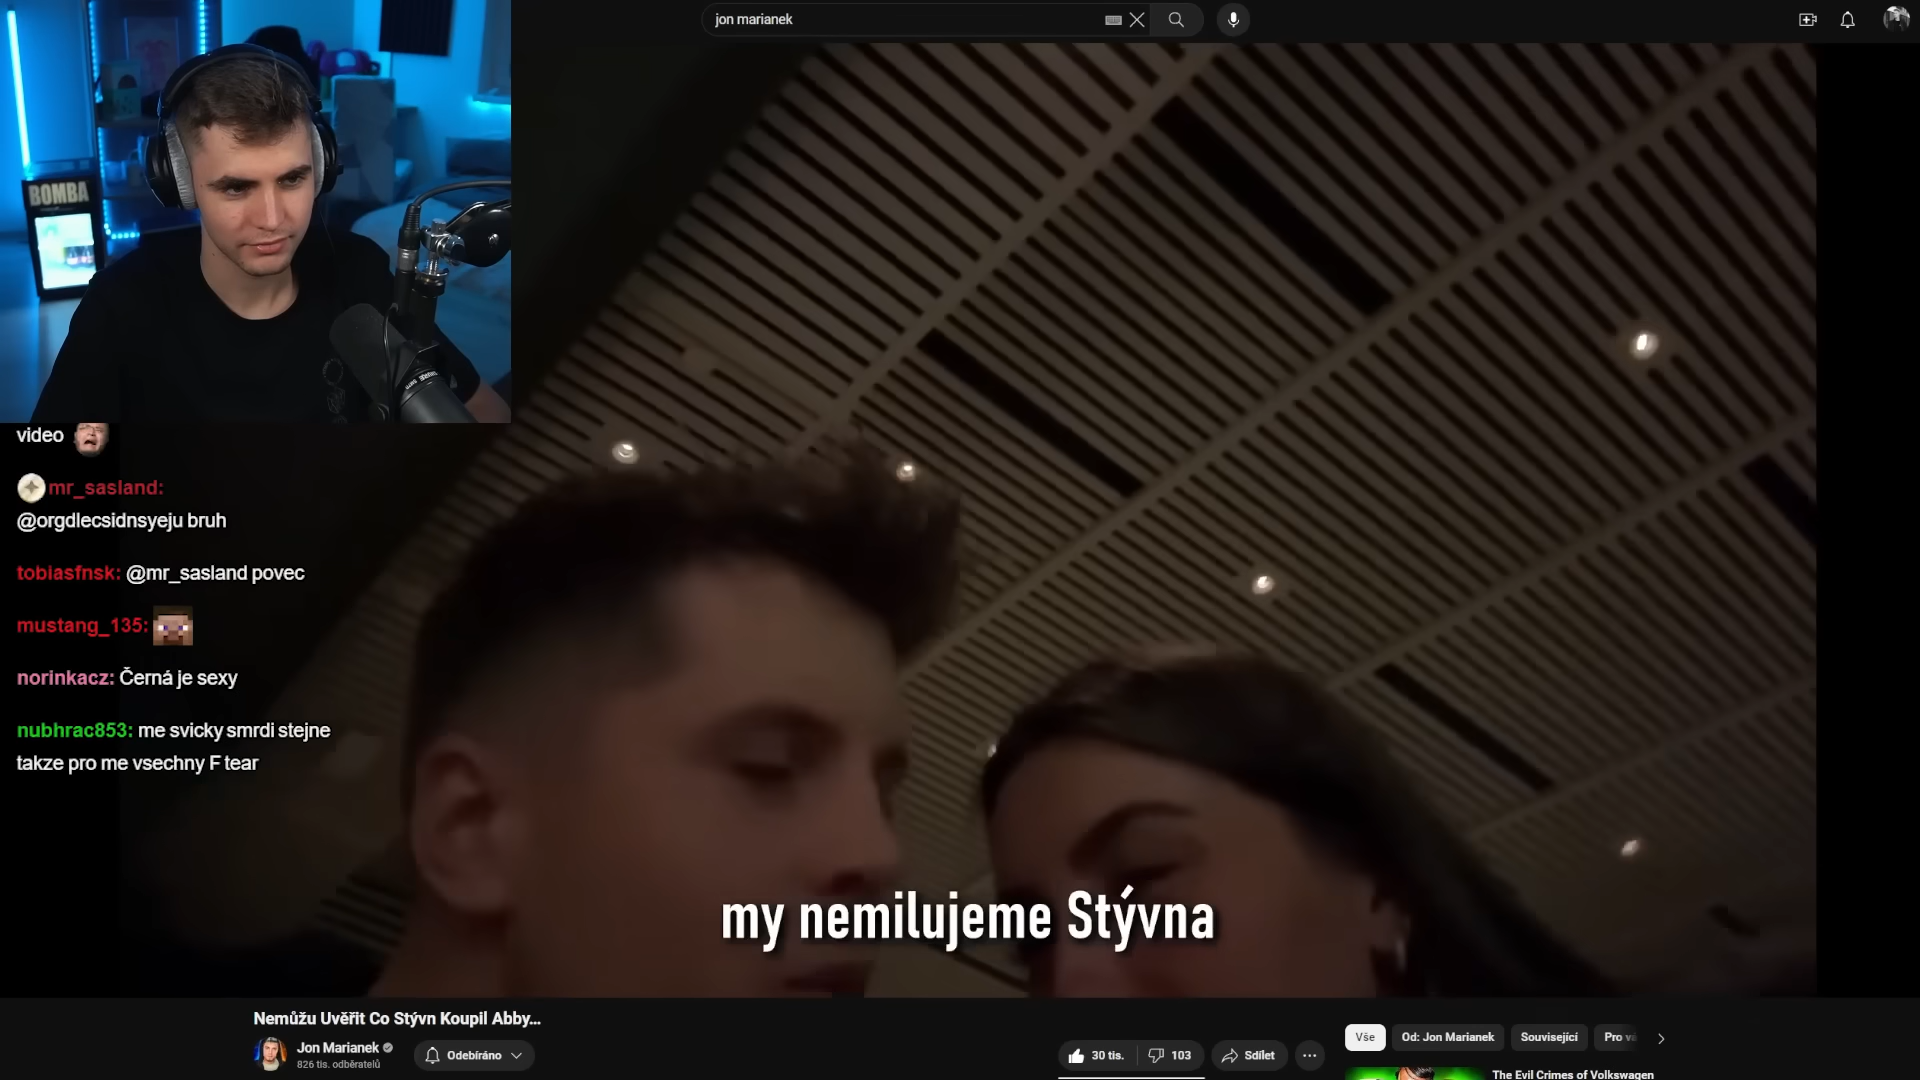 jon marianek
BOMBA
video
mr_sasland:
@orgdlecsidnsyeju bruh
tobiasfnsk: @mr_sasland povec
mustang_135:
norinkacz: Černá je sexy
nubhrac853: me svicky smrdi stejne
takze pro me vsechny F tear
my nemilujeme Stývna
Nemůžu Uvěřit Co Stývn Koupil Abby...
Jon Marianek
826 tis. odběratelů
Odebíráno
30 tis.
103
Sdílet
Vše
Od: Jon Marianek
Související
Pro
The Evil Crimes of Volkswagen